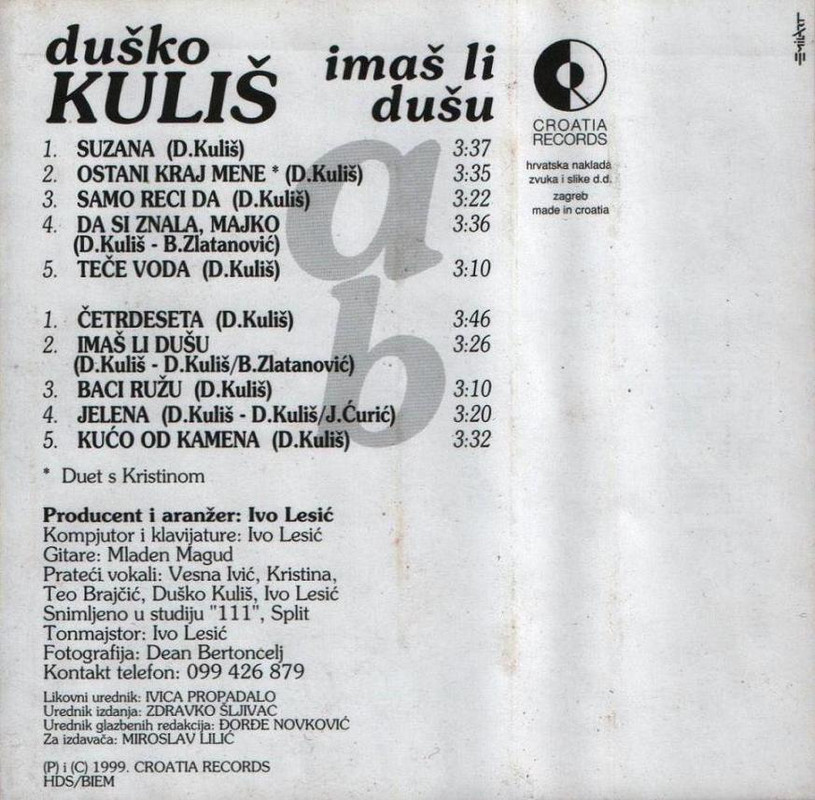 duško
KULIŠ
imaš li
dušu
1. SUZANA (D.Kuliš) 3:37
2. OSTANI KRAJ MENE * (D.Kuliš) 3:35
3. SAMO RECI DA (D.Kuliš) 3:22
4. DA SI ZNALA, MAJKO 3:36
(D.Kuliš - B.Zlatanović)
5. TEČE VODA (D.Kuliš) 3:10
a
1. ČETRDESETA (D.Kuliš) 3:46
2. IMAŠ LI DUŠU 3:26
(D.Kuliš - D.Kuliš/B.Zlatanović)
3. BACI RUŽU (D.Kuliš) 3:10
4. JELENA (D.Kuliš - D.Kuliš/J.Ćurić) 3:20
5. KUĆO OD KAMENA (D.Kuliš) 3:32
b
* Duet s Kristinom
Producent i aranžer: Ivo Lesić
Kompjutor i klavijature: Ivo Lesić
Gitare: Mladen Magud
Prateći vokali: Vesna Ivić, Kristina,
Teo Brajčić, Duško Kuliš, Ivo Lesić
Snimljeno u studiju "111", Split
Tonmajstor: Ivo Lesić
Fotografija: Dean Bertoncelj
Kontakt telefon: 099 426 879
Likovni urednik: IVICA PROPADALO
Urednik izdanja: ZDRAVKO ŠLJIVAC
Urednik glazbenih redakcija: ĐORĐE NOVKOVIĆ
Za izdavača: MIROSLAV LILIĆ
(P) i (C) 1999. CROATIA RECORDS
HDS/BIEM
CROATIA
RECORDS
hrvatska naklada
zvuka i slike d.d.
zagreb
made in croatia
EMILART